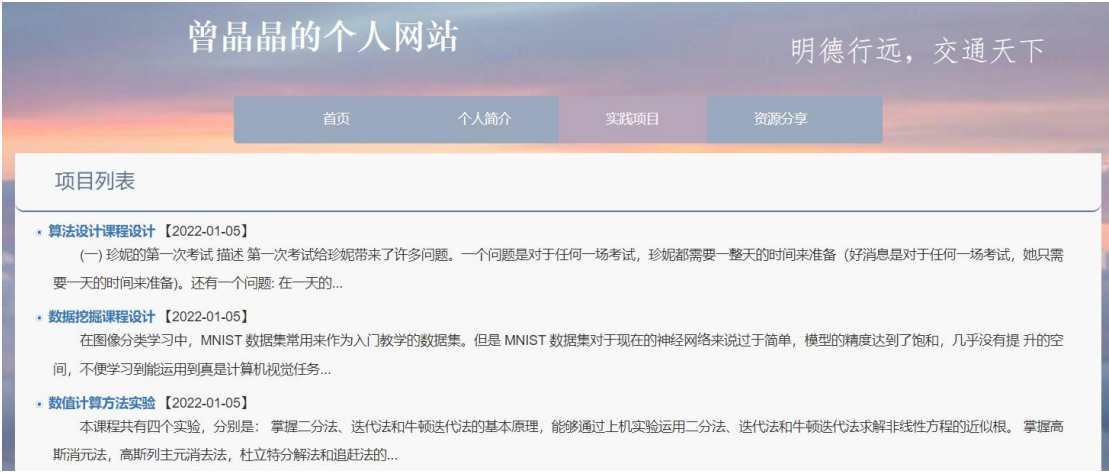 曾晶晶的个人网站
明德行远，交通天下
首页 个人简介 实践项目 资源分享
项目列表
算法设计课程设计【2022-01-05】
(一) 珍妮的第一次考试 描述 第一次考试给珍妮带来了许多问题。一个问题是对于任何一场考试，珍妮都需要一整天的时间来准备（好消息是对于任何一场考试，她只需
要一天的时间来准备)。还有一个问题: 在一天的...
数据挖掘课程设计【2022-01-05】
在图像分类学习中，MNIST 数据集常用来作为入门教学的数据集。但是 MNIST 数据集对于现在的神经网络来说过于简单，模型的精度达到了饱和，几乎没有提 升的空
间，不便学习到能运用到真是计算机视觉任务...
数值计算方法实验【2022-01-05】
本课程共有四个实验，分别是： 掌握二分法、迭代法和牛顿迭代法的基本原理，能够通过上机实验运用二分法、迭代法和牛顿迭代法求解非线性方程的近似根。 掌握高
斯消元法，高斯列主元消去法，杜立特分解法和追赶法的...